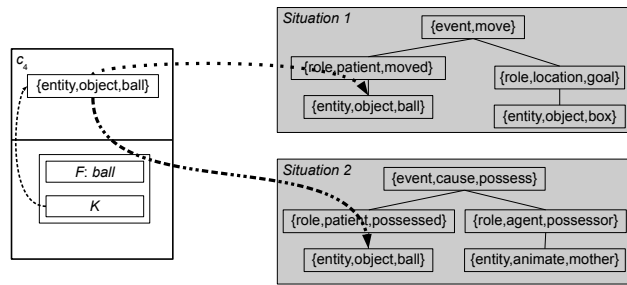 c4
{entity,object,ball}
F: ball
K
Situation 1
{event,move}
{role,patient,moved}
{role,location,goal}
{entity,object,ball}
{entity,object,box}
Situation 2
{event,cause,possess}
{role,patient,possessed}
{role,agent,possessor}
{entity,object,ball}
{entity,animate,mother}